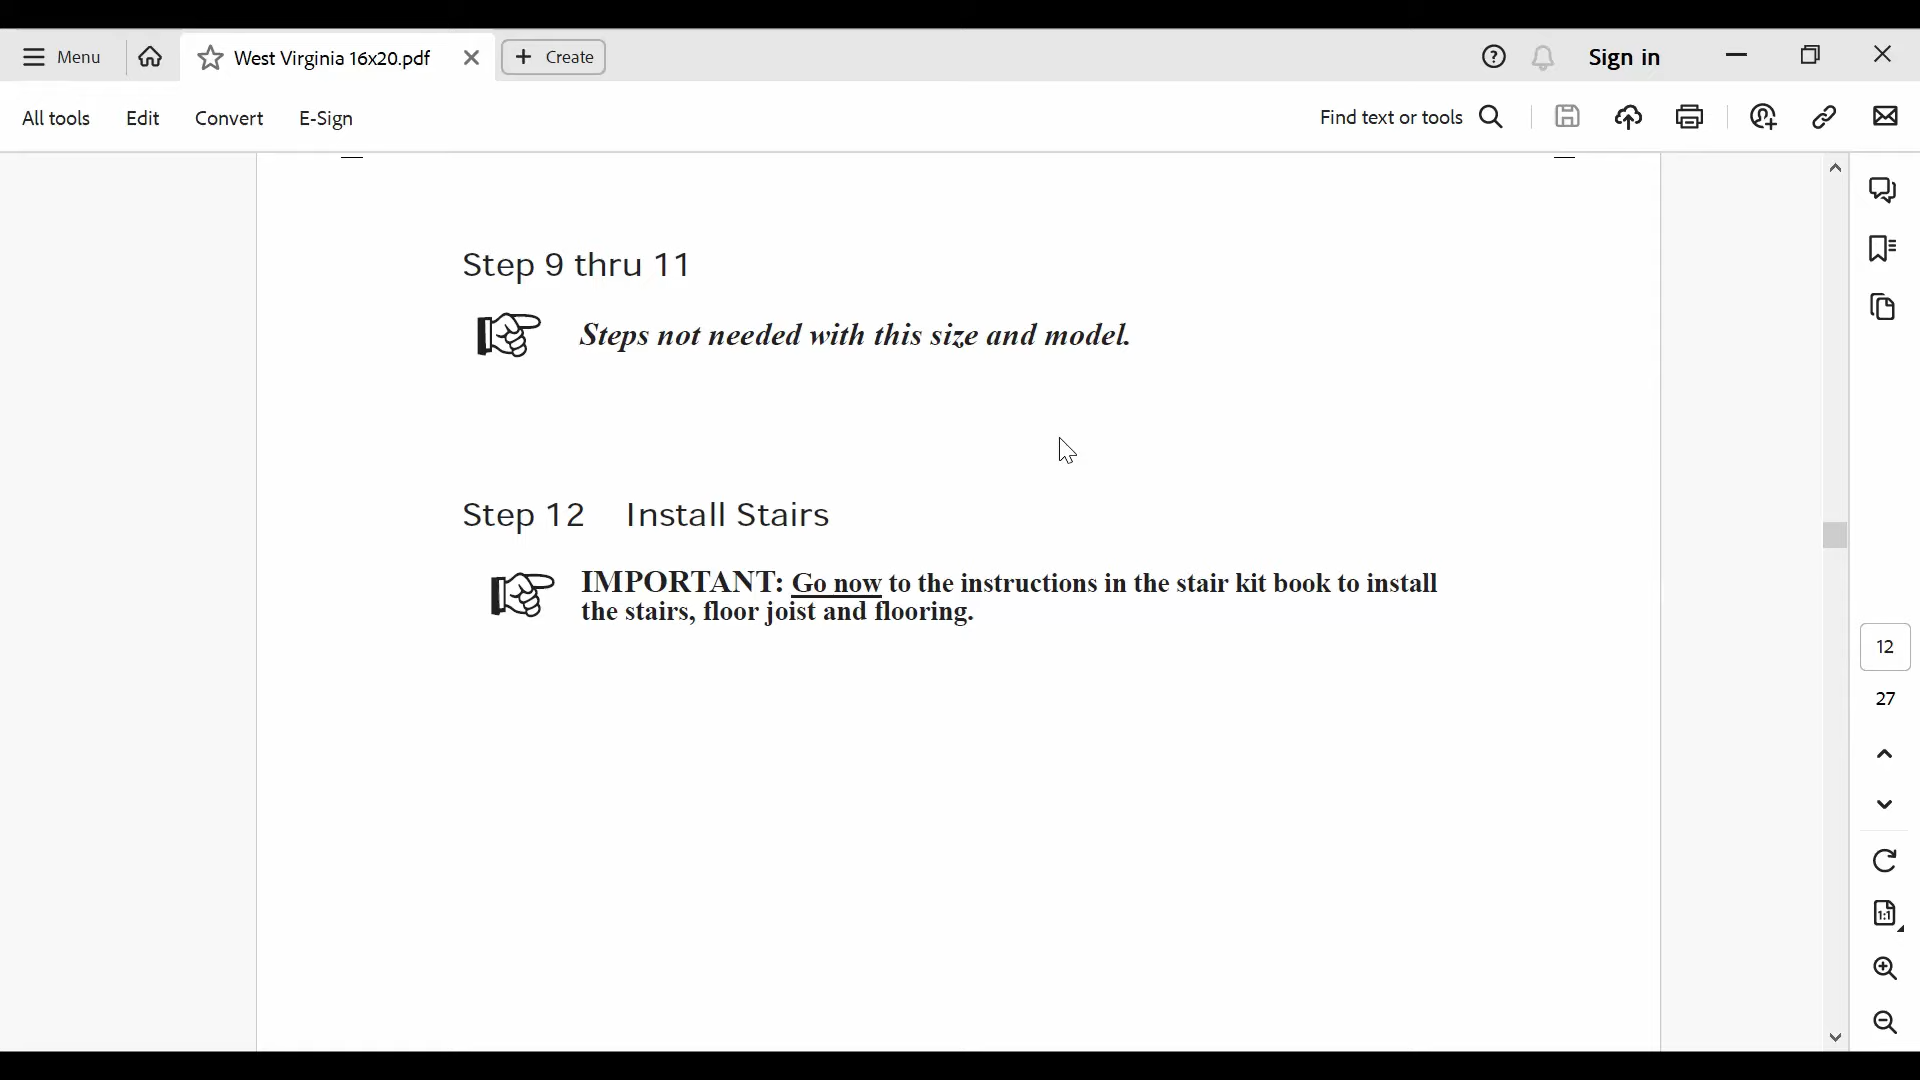 Menu
West Virginia 16x20.pdf
Create
Sign in
All tools
Edit
Convert
E-Sign
Find text or tools
Step 9 thru 11
Steps not needed with this size and model.
Step 12 Install Stairs
IMPORTANT: Go now to the instructions in the stair kit book to install
the stairs, floor joist and flooring.
12
27
1:1